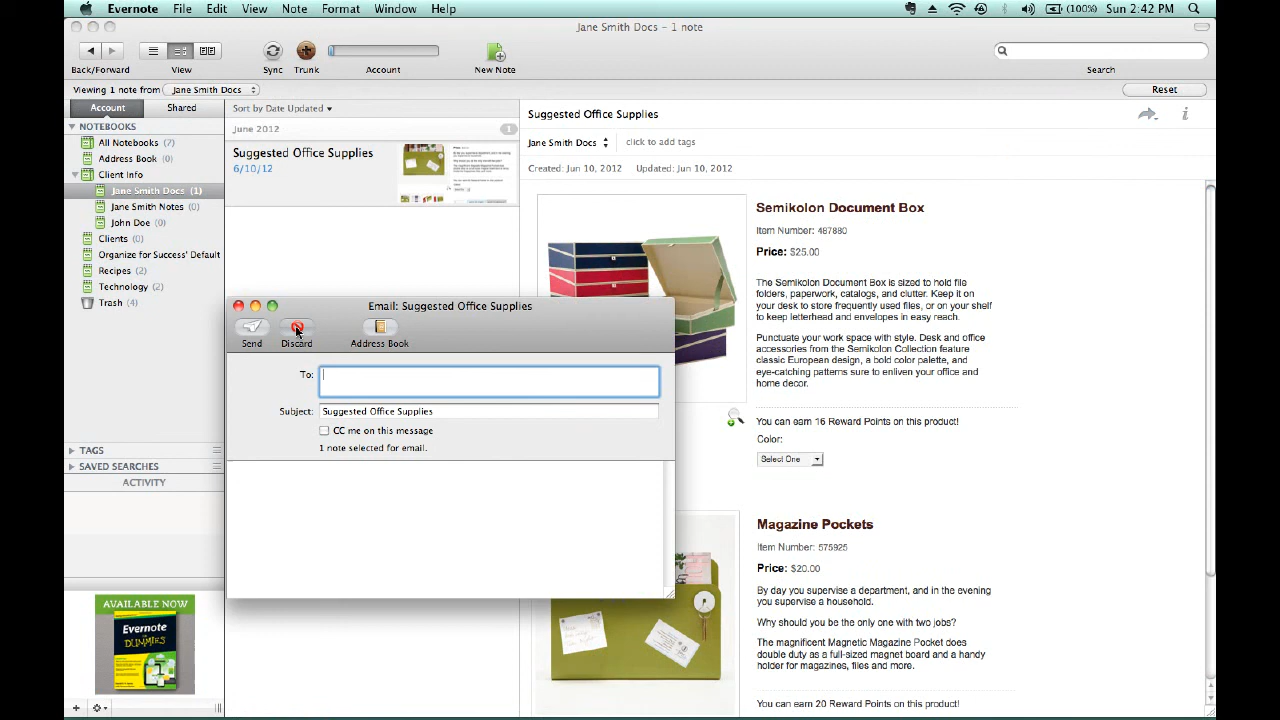 Evernote File Edit View Note Format Window Help (100%) Sun 2:42 PM
Jane Smith Docs – 1 note
Back/Forward View Sync Trunk Account New Note Search
Viewing 1 note from Jane Smith Docs Reset
Account Shared
NOTEBOOKS
All Notebooks (7)
Address Book (0)
Client Info
Jane Smith Docs (1)
Jane Smith Notes (0)
John Doe (0)
Clients (0)
Organize for Success' Default
Recipes (2)
Technology (2)
Trash (4)
TAGS
SAVED SEARCHES
ACTIVITY
AVAILABLE NOW
Evernote
FOR
DUMMIES
Sort by Date Updated
June 2012 1
Suggested Office Supplies
6/10/12
Suggested Office Supplies
Jane Smith Docs click to add tags
Created: Jun 10, 2012 Updated: Jun 10, 2012
Semikolon Document Box
Item Number: 487880
Price: $25.00
The Semikolon Document Box is sized to hold file
folders, paperwork, catalogs, and clutter. Keep it on
your desk to store frequently used files, or on your shelf
to keep letterhead and envelopes in easy reach.
Punctuate your work space with style. Desk and office
accessories from the Semikolon Collection feature
classic European design, a bold color palette, and
eye-catching patterns sure to enliven your office and
home decor.
You can earn 16 Reward Points on this product!
Color:
Select One
Magazine Pockets
Item Number: 575925
Price: $20.00
By day you supervise a department, and in the evening
you supervise a household.
Why should you be the only one with two jobs?
The magnificent Magnetic Magazine Pocket does
double duty as a full-sized magnet board and a handy
holder for magazines, files and more.
You can earn 20 Reward Points on this product!
Email: Suggested Office Supplies
Send Discard Address Book
To:
Subject: Suggested Office Supplies
CC me on this message
1 note selected for email.